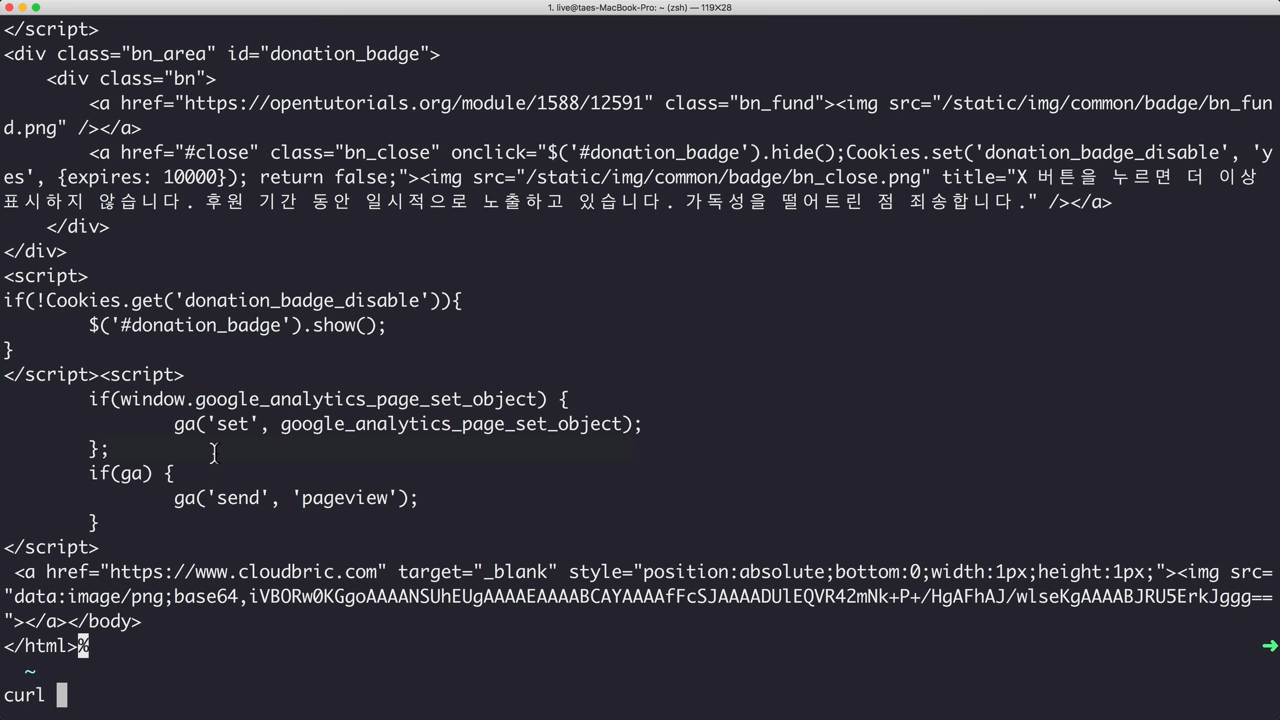 1. live@taes-MacBook-Pro: ~ (zsh) — 119×28
</script>
<div class="bn_area" id="donation_badge">
    <div class="bn">
        <a href="https://opentutorials.org/module/1588/12591" class="bn_fund"><img src="/static/img/common/badge/bn_fun
d.png" /></a>
        <a href="#close" class="bn_close" onclick="$('#donation_badge').hide();Cookies.set('donation_badge_disable', 'y
es', {expires: 10000}); return false;"><img src="/static/img/common/badge/bn_close.png" title="X 버튼을 누르면 더 이상
표시하지 않습니다. 후원 기간 동안 일시적으로 노출하고 있습니다. 가독성을 떨어트린 점 죄송합니다." /></a>
    </div>
</div>
<script>
if(!Cookies.get('donation_badge_disable')){
        $('#donation_badge').show();
}
</script><script>
        if(window.google_analytics_page_set_object) {
                ga('set', google_analytics_page_set_object);
        };
        if(ga) {
                ga('send', 'pageview');
        }
</script>
 <a href="https://www.cloudbric.com" target="_blank" style="position:absolute;bottom:0;width:1px;height:1px;"><img src=
"data:image/png;base64,iVBORw0KGgoAAAANSUhEUgAAAAEAAAABCAYAAAAfFcSJAAAADUlEQVR42mNk+P+/HgAFhAJ/wlseKgAAAABJRU5ErkJggg==
"></a></body>
</html>%
~
curl